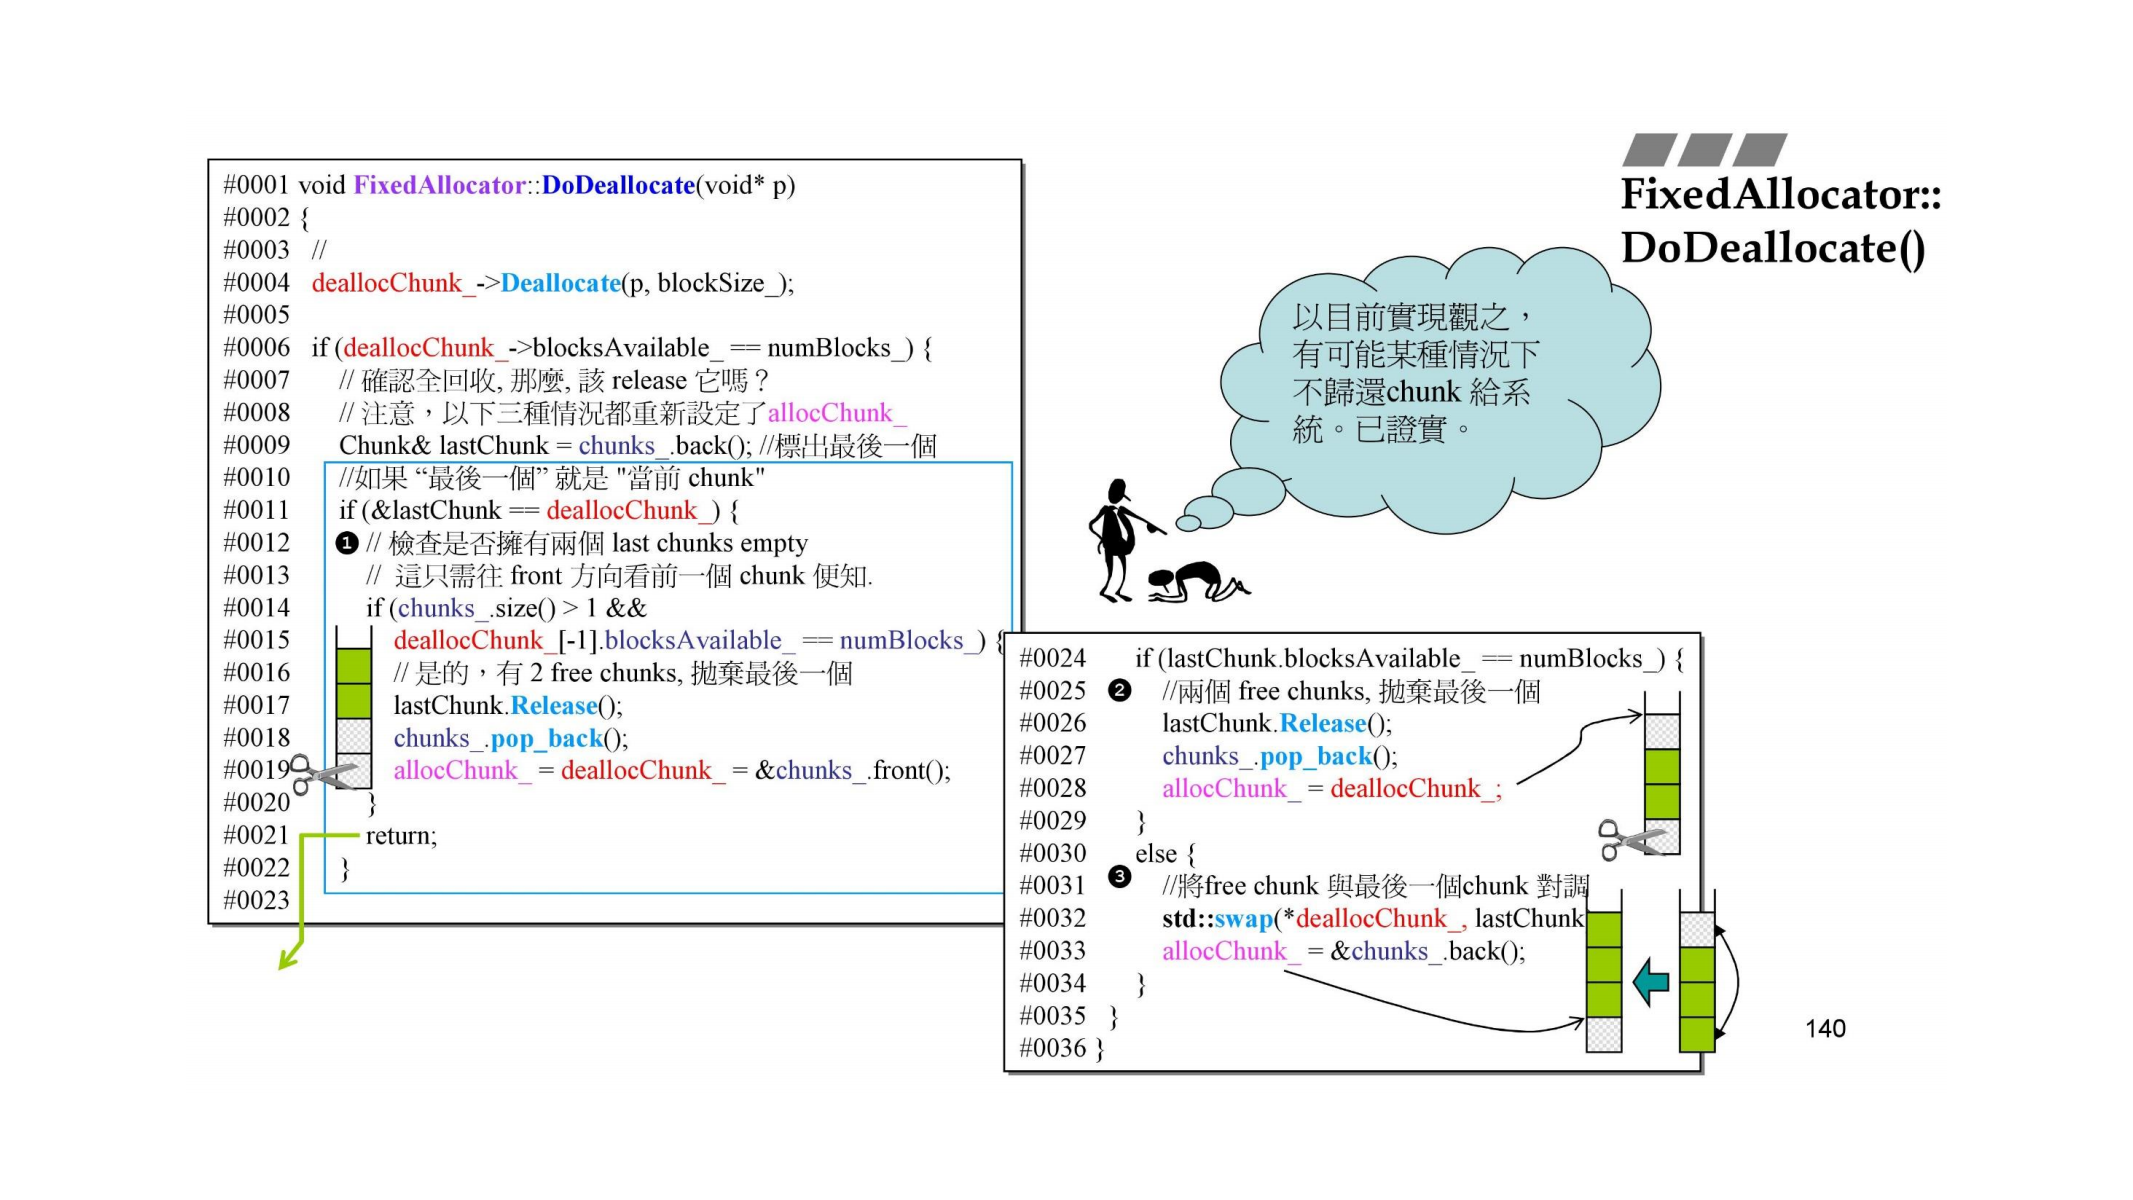 FixedAllocator::
DoDeallocate()
#0001 void FixedAllocator::DoDeallocate(void* p)
#0002 {
#0003 //
#0004 deallocChunk_->Deallocate(p, blockSize_);
#0005
#0006 if (deallocChunk_->blocksAvailable_ == numBlocks_) {
#0007 // 確認全回收, 那麼, 該 release 它嗎？
#0008 // 注意，以下三種情況都重新設定了allocChunk_
#0009 Chunk& lastChunk = chunks_.back(); //標出最後一個
#0010 //如果 “最後一個” 就是 "當前 chunk"
#0011 if (&lastChunk == deallocChunk_) {
#0012 ❶ // 檢查是否擁有兩個 last chunks empty
#0013 // 這只需往 front 方向看前一個 chunk 便知.
#0014 if (chunks_.size() > 1 &&
#0015 deallocChunk_[-1].blocksAvailable_ == numBlocks_) {
#0016 // 是的，有 2 free chunks, 拋棄最後一個
#0017 lastChunk.Release();
#0018 chunks_.pop_back();
#0019 allocChunk_ = deallocChunk_ = &chunks_.front();
#0020 }
#0021 return;
#0022 }
#0023
以目前實現觀之，
有可能某種情況下
不歸還chunk 給系
統。已證實。
#0024 if (lastChunk.blocksAvailable_ == numBlocks_) {
#0025 ❷ //兩個 free chunks, 拋棄最後一個
#0026 lastChunk.Release();
#0027 chunks_.pop_back();
#0028 allocChunk_ = deallocChunk_;
#0029 }
#0030 else {
#0031 ❸ //將free chunk 與最後一個chunk 對調
#0032 std::swap(*deallocChunk_, lastChunk
#0033 allocChunk_ = &chunks_.back();
#0034 }
#0035 }
#0036 }
140